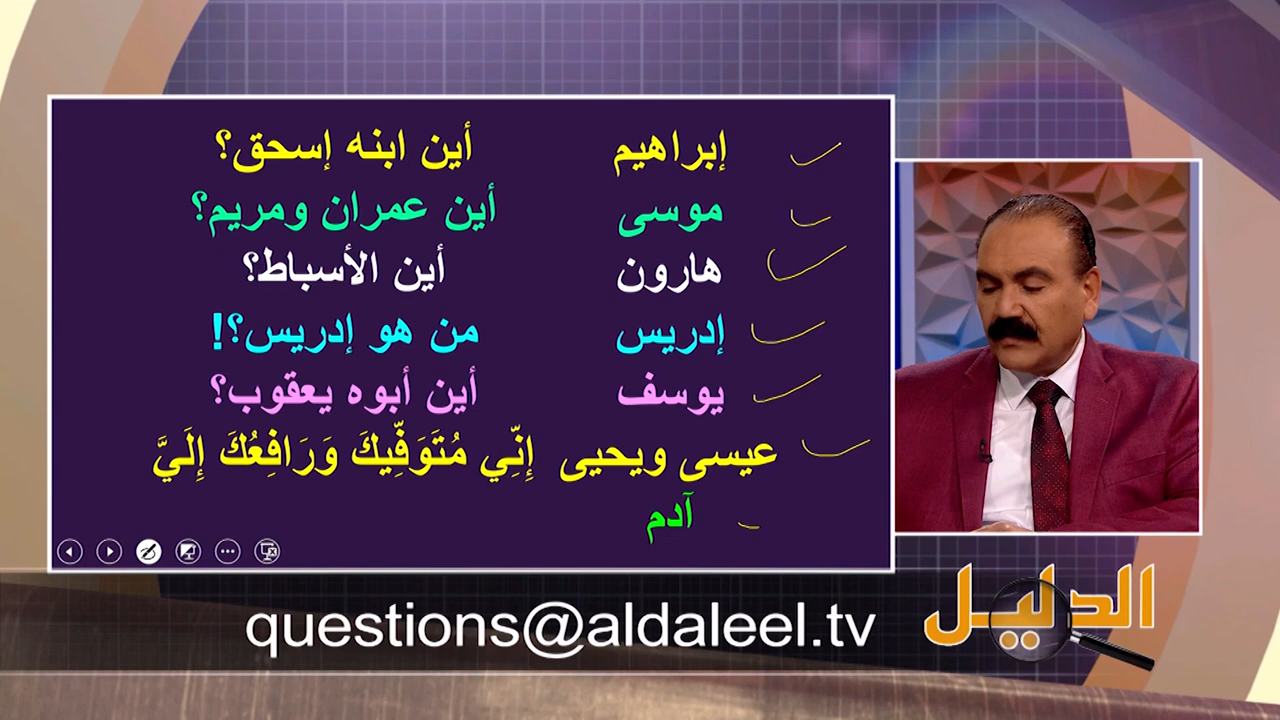 إبراهيم أين ابنه إسحق؟
موسى أين عمران ومريم؟
هارون أين الأسباط؟
إدريس من هو إدريس؟!
يوسف أين أبوه يعقوب؟
عيسى ويحيى إِنِّي مُتَوَفِّيكَ وَرَافِعُكَ إِلَيَّ
آدم
الدليل
questions@aldaleel.tv